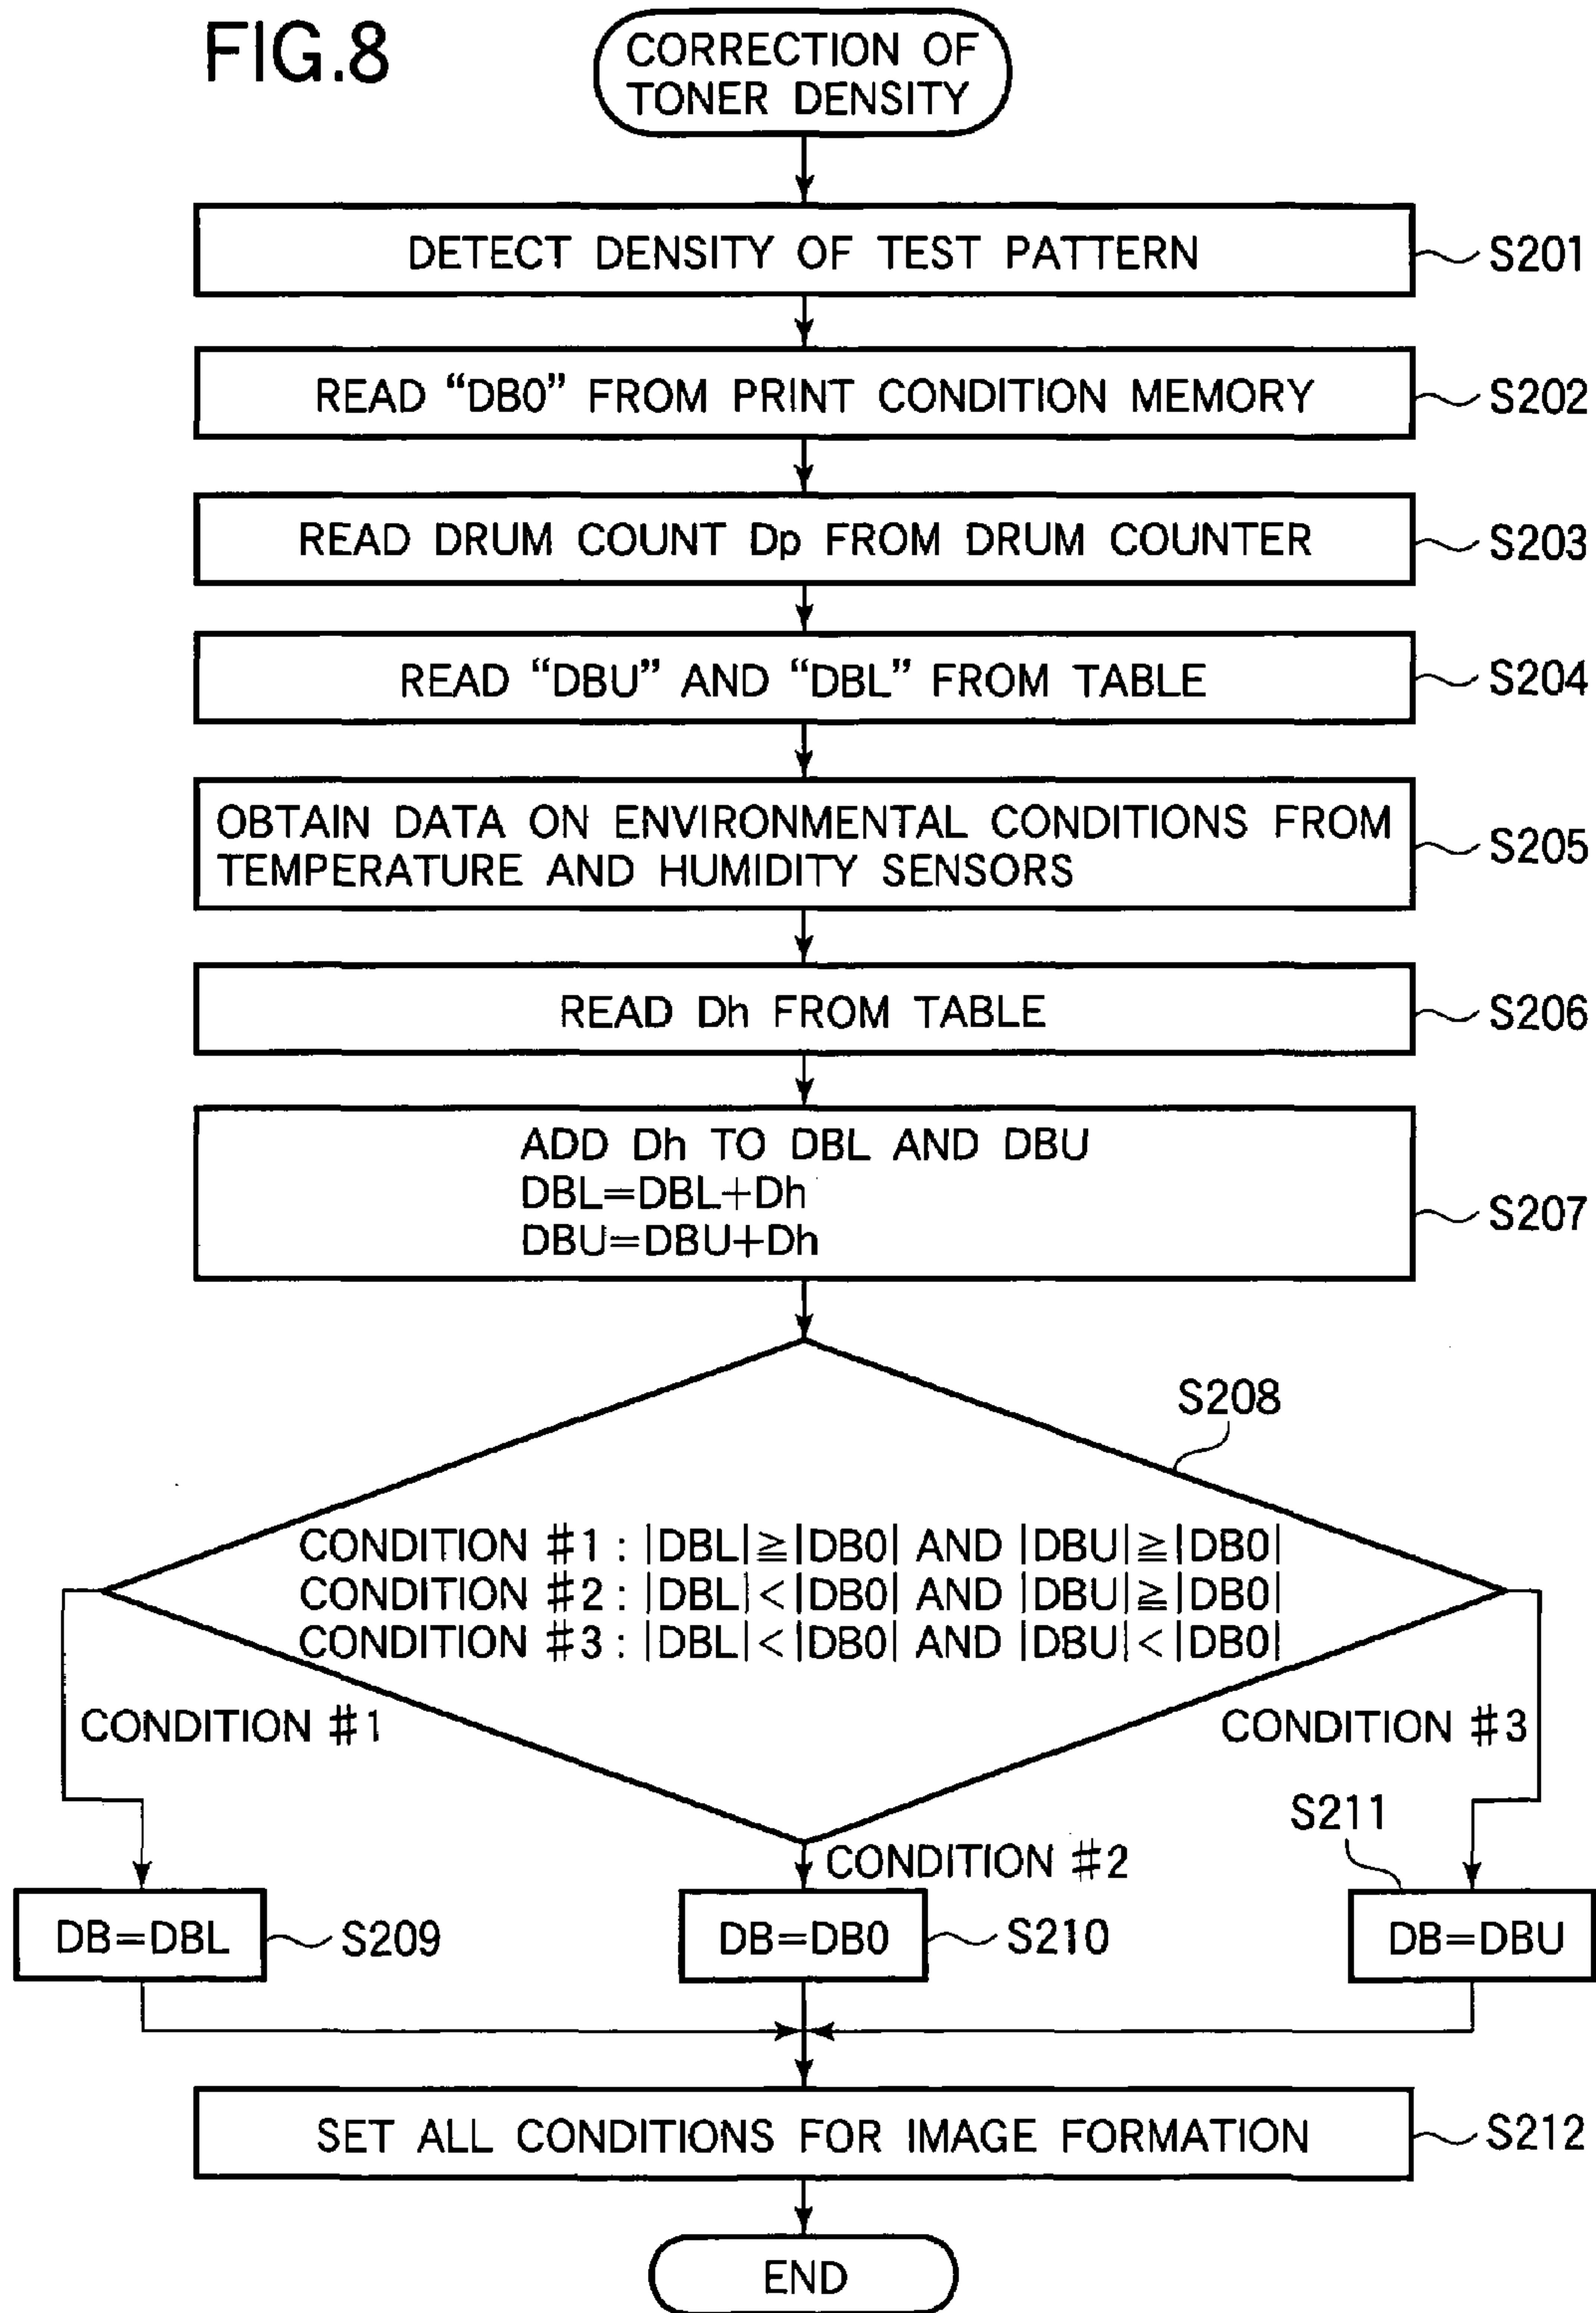 FIG.8
CORRECTION OF
TONER DENSITY
DETECT DENSITY OF TEST PATTERN
S201
READ “DB0” FROM PRINT CONDITION MEMORY
S202
READ DRUM COUNT Dp FROM DRUM COUNTER
S203
READ “DBU” AND “DBL” FROM TABLE
S204
OBTAIN DATA ON ENVIRONMENTAL CONDITIONS FROM
TEMPERATURE AND HUMIDITY SENSORS
S205
READ Dh FROM TABLE
S206
ADD Dh TO DBL AND DBU
DBL=DBL+Dh
DBU=DBU+Dh
S207
S208
CONDITION #1 : |DBL|≧|DB0| AND |DBU|≧|DB0|
CONDITION #2 : |DBL|<|DB0| AND |DBU|≧|DB0|
CONDITION #3 : |DBL|<|DB0| AND |DBU|<|DB0|
CONDITION #1
CONDITION #3
CONDITION #2
S211
DB=DBL
S209
DB=DB0
S210
DB=DBU
SET ALL CONDITIONS FOR IMAGE FORMATION
S212
END